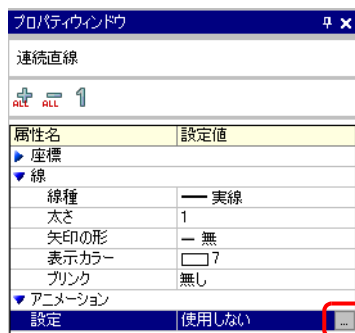 プロパティウィンドウ
連続直線
ALL ALL 1
属性名 設定値
座標
線
線種 実線
太さ 1
矢印の形 無
表示カラー 7
ブリンク 無し
アニメーション
設定 使用しない ...